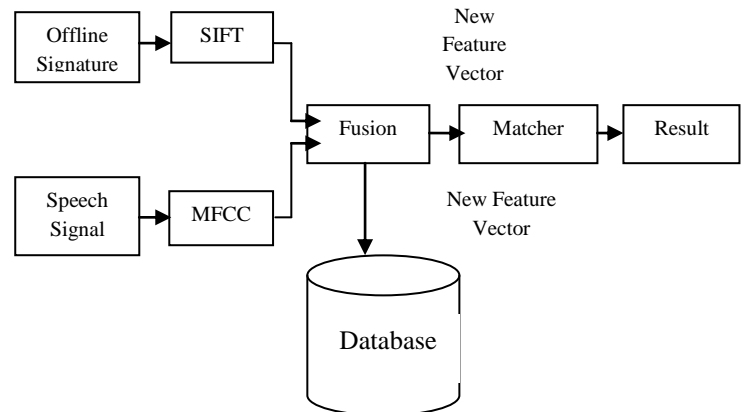 Offline
Signature
SIFT
New
Feature
Vector
Fusion
Matcher
Result
Speech
Signal
MFCC
New Feature
Vector
Database